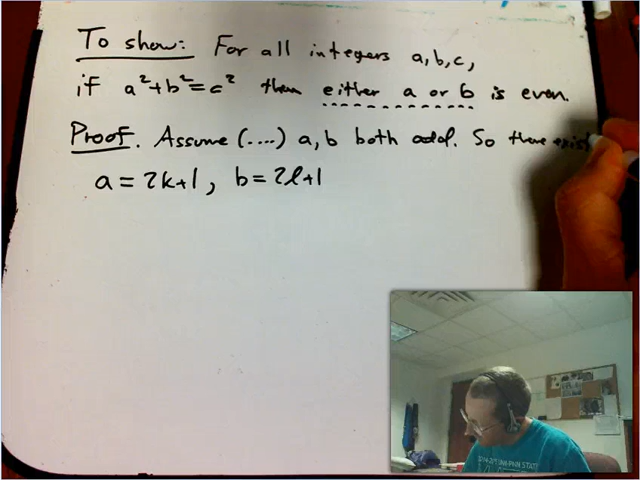 To show: For all integers a, b, c,
if a²+b²=c² then either a or b is even.
Proof. Assume (....) a, b both odd. So there exist
a = 2k+1, b = 2l+1